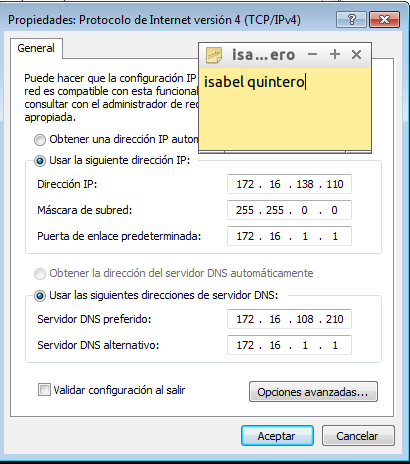 Propiedades: Protocolo de Internet versión 4 (TCP/IPv4)
General
isa...ero
isabel quintero
Puede hacer que la configuración IP
red es compatible con esta funcional
consultar con el administrador de rec
apropiada.
Obtener una dirección IP autom
Usar la siguiente dirección IP:
Dirección IP: 172 . 16 . 138 . 110
Máscara de subred: 255 . 255 . 0 . 0
Puerta de enlace predeterminada: 172 . 16 . 1 . 1
Obtener la dirección del servidor DNS automáticamente
Usar las siguientes direcciones de servidor DNS:
Servidor DNS preferido: 172 . 16 . 108 . 210
Servidor DNS alternativo: 172 . 16 . 1 . 1
Validar configuración al salir
Opciones avanzadas...
Aceptar
Cancelar